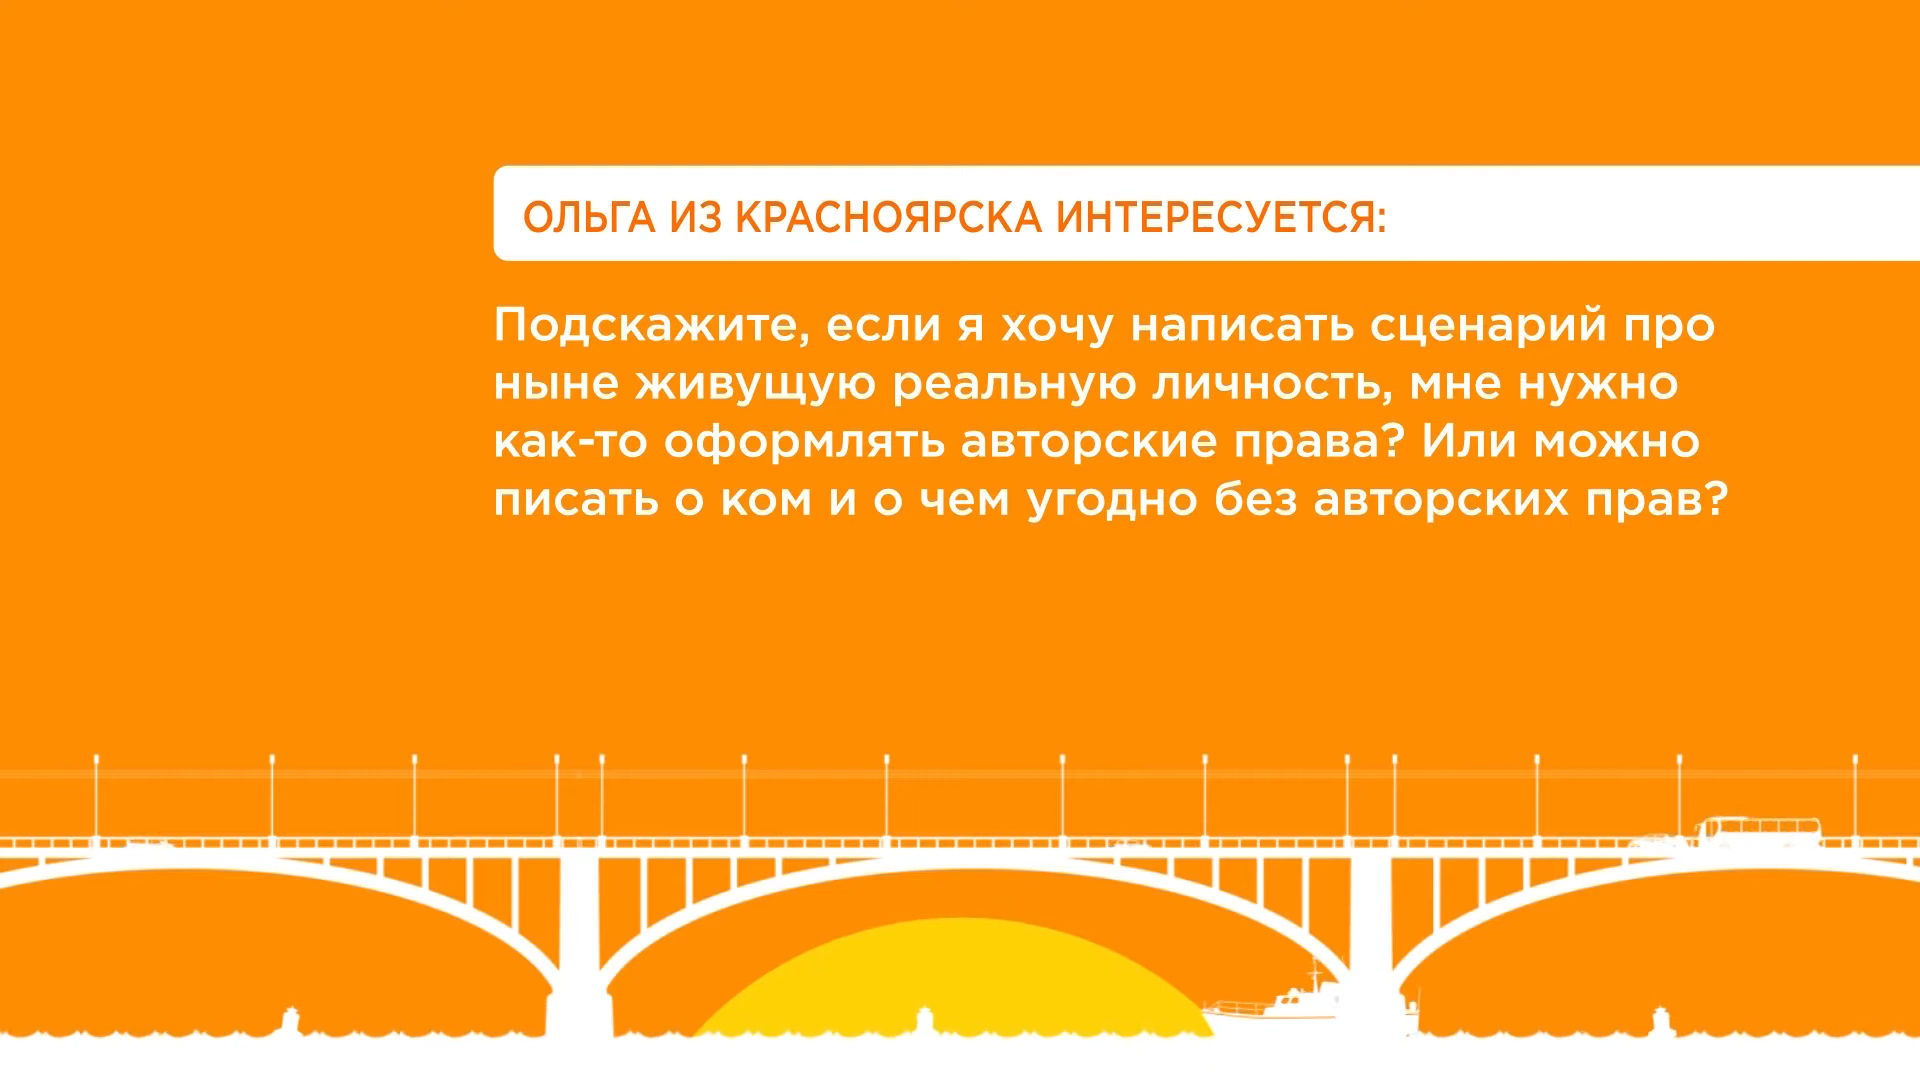 ОЛЬГА ИЗ КРАСНОЯРСКА ИНТЕРЕСУЕТСЯ:
Подскажите, если я хочу написать сценарий про
ныне живущую реальную личность, мне нужно
как-то оформлять авторские права? Или можно
писать о ком и о чем угодно без авторских прав?